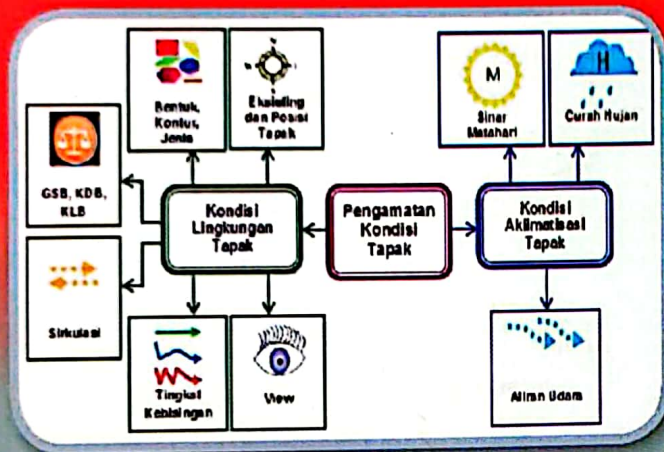 Bentuk,
Kontur,
Jenis
Eksisting
dan Posisi
Tapak
M
Sinar
Matahari
H
Curah Hujan
GSB, KDB,
KLB
Kondisi
Lingkungan
Tapak
Pengamatan
Kondisi
Tapak
Kondisi
Aklimatisasi
Tapak
Sirkulasi
Tingkat
Kebisingan
View
Aliran Udara